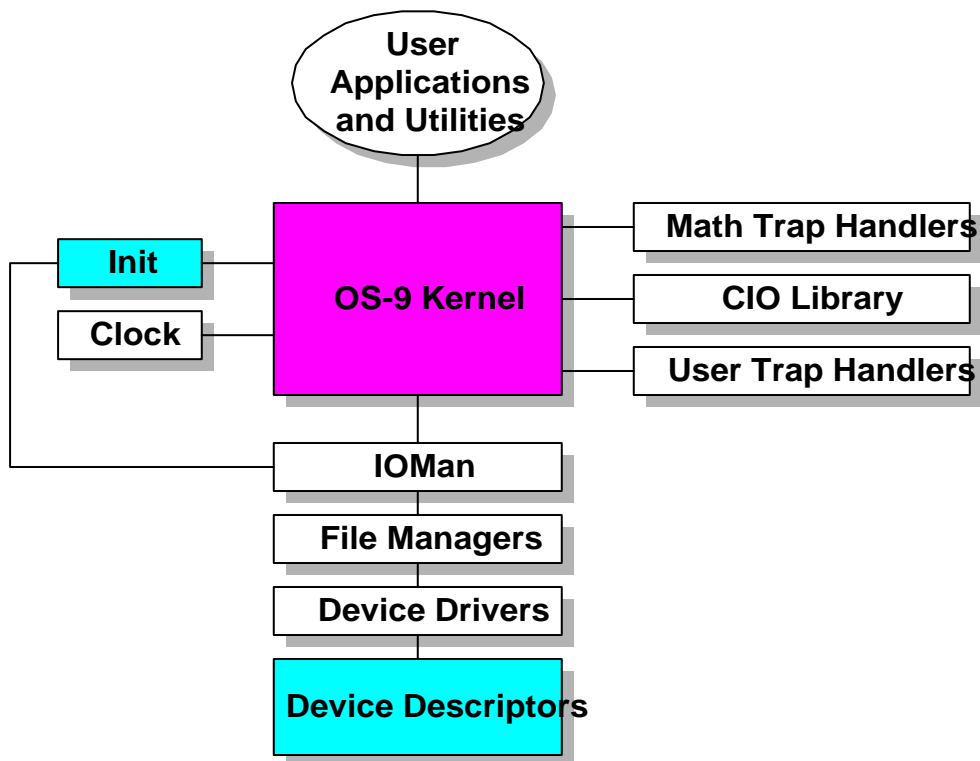 User
Applications
and Utilities
Init
Clock
OS-9 Kernel
Math Trap Handlers
CIO Library
User Trap Handlers
IOMan
File Managers
Device Drivers
Device Descriptors